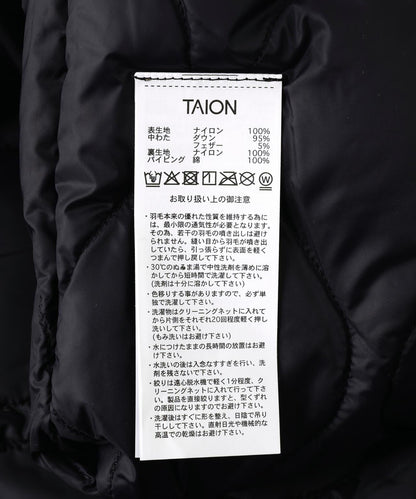 TAION
表生地 ナイロン 100%
中わた ダウン 95%
フェザー 5%
裏生地 ナイロン 100%
パイピング 綿 100%
お取り扱い上の御注意
・羽毛本来の優れた性質を維持する為に
は、最小限の通気性が必要となります。
その為、若干の羽毛の噴き出しは避け
られません。縫い目から羽毛が噴き出し
ていたら、引っ張らずに表面を軽く
つまんで押し戻して下さい。
・30℃のぬるま湯で中性洗剤を薄めに溶
かしてから短時間で洗濯して下さい。
(洗剤は十分に溶かして下さい)
・色移りする事がありますので、必ず単
独で洗濯して下さい。
・洗濯物はクリーニングネットに入れて
から片側をそれぞれ20回程度軽く押し
洗いして下さい。
(もみ洗いはお避け下さい)
・水につけたままの長時間の放置はお避
け下さい。
・水洗いの後は入念なすすぎを行い、洗
剤を残さないで下さい。
・絞りは遠心脱水機で軽く1分程度、ク
リーニングネットに入れて行って下さ
い。製品を直接絞りますと、型くずれ
の原因になりますのでお避け下さい。
・洗濯後はすぐに形を整え、日陰で吊り
干しして下さい。直射日光や機械的な
高温での乾燥はお避け下さい。